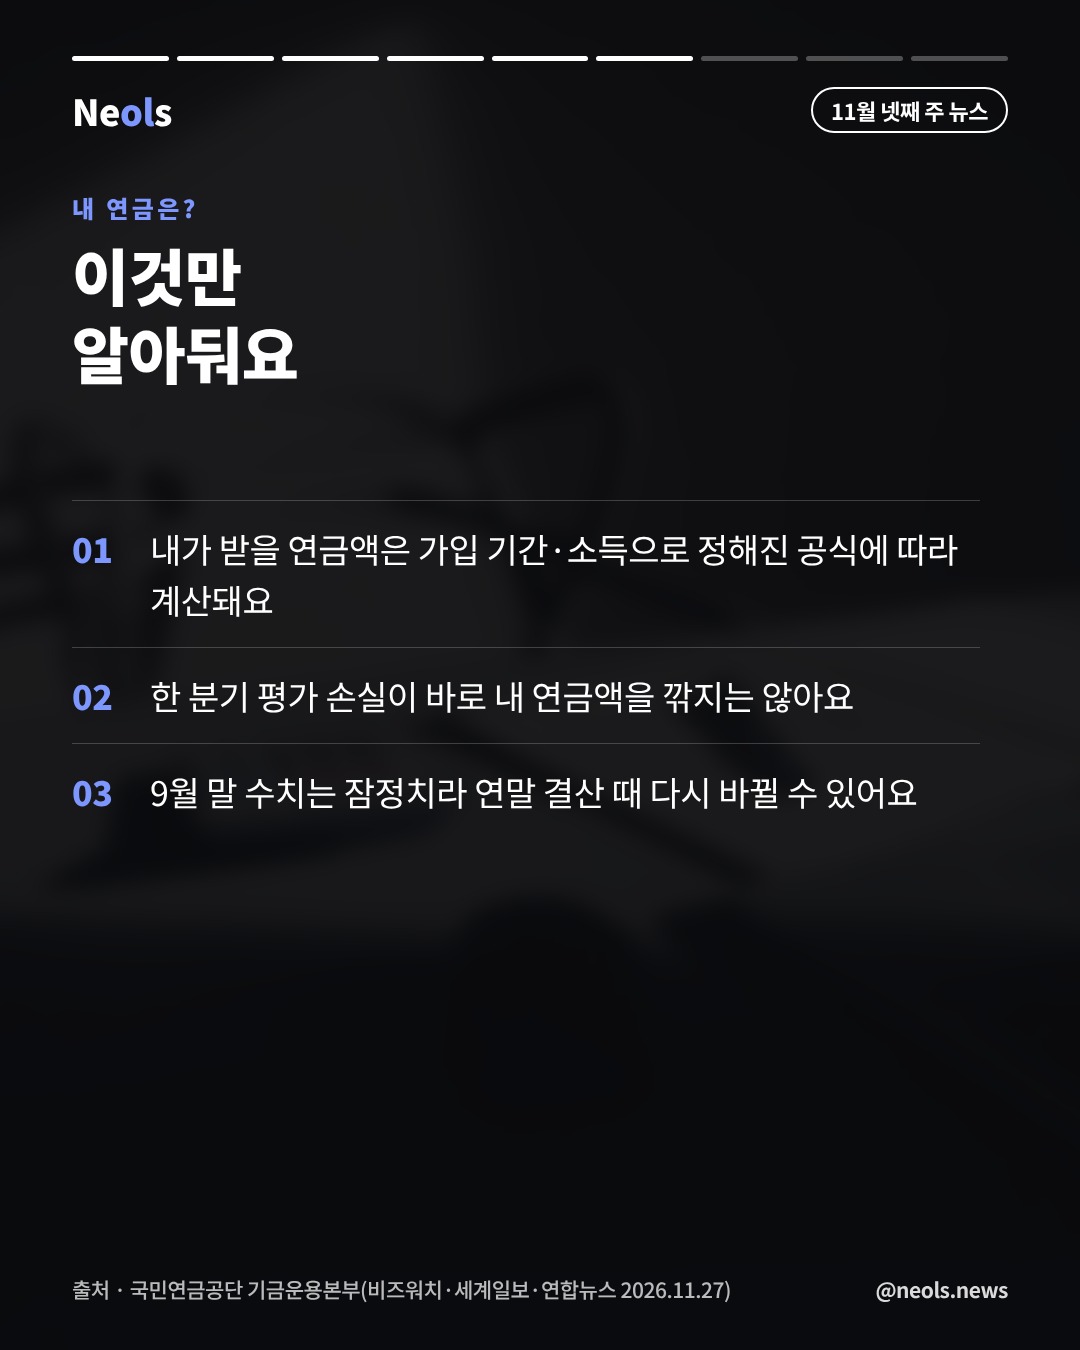 Neols
11월 넷째 주 뉴스
내 연금은?
이것만
알아둬요
01 내가 받을 연금액은 가입 기간·소득으로 정해진 공식에 따라
계산돼요
02 한 분기 평가 손실이 바로 내 연금액을 깎지는 않아요
03 9월 말 수치는 잠정치라 연말 결산 때 다시 바뀔 수 있어요
출처 · 국민연금공단 기금운용본부(비즈워치·세계일보·연합뉴스 2026.11.27)
@neols.news